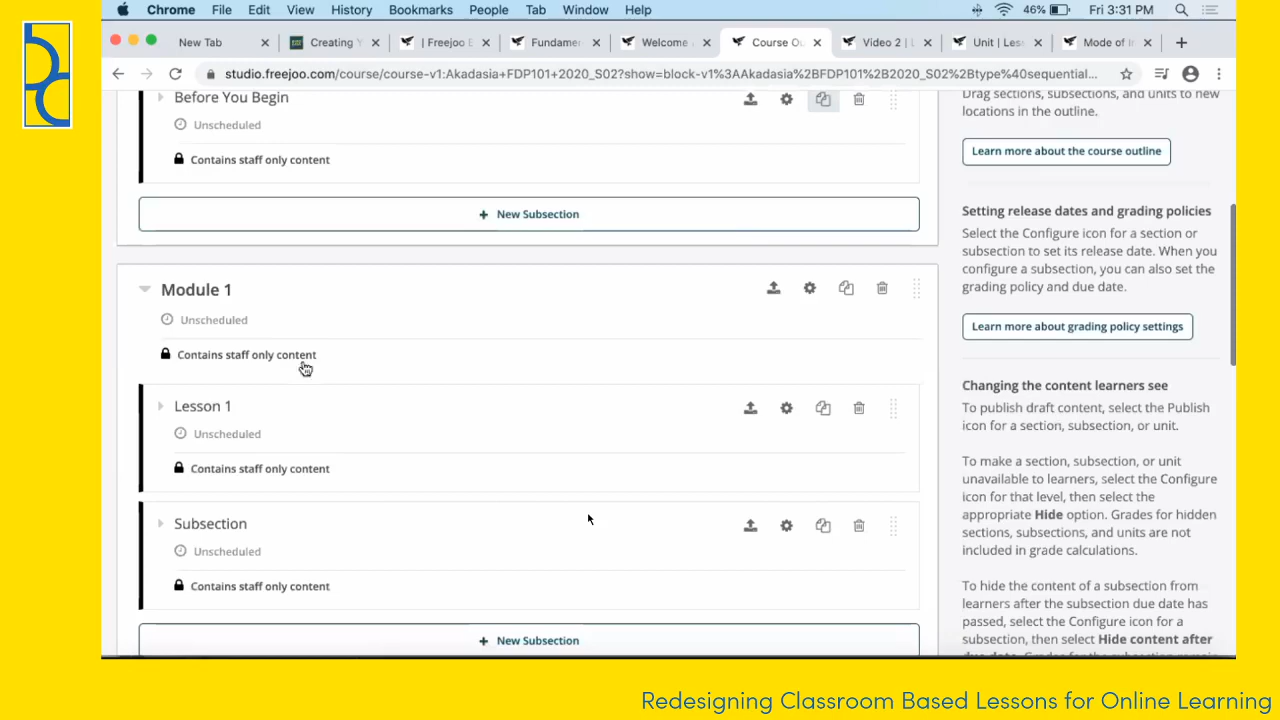 Chrome File Edit View History Bookmarks People Tab Window Help 46% Fri 3:31 PM
New Tab Creating | Freejoo Fundame Welcome Course Ou Video 2 | Unit | Les Mode of
studio.freejoo.com/course/course-v1:Akadasia+FDP101+2020_S02?show=block-v1%3AAkadasia%2BFDP101%2B2020_S02%2Btype%40sequential...
Before You Begin
Unscheduled
Contains staff only content
+ New Subsection
Module 1
Unscheduled
Contains staff only content
Lesson 1
Unscheduled
Contains staff only content
Subsection
Unscheduled
Contains staff only content
+ New Subsection
Drag sections, subsections, and units to new
locations in the outline.
Learn more about the course outline
Setting release dates and grading policies
Select the Configure icon for a section or
subsection to set its release date. When you
configure a subsection, you can also set the
grading policy and due date.
Learn more about grading policy settings
Changing the content learners see
To publish draft content, select the Publish
icon for a section, subsection, or unit.
To make a section, subsection, or unit
unavailable to learners, select the Configure
icon for that level, then select the
appropriate Hide option. Grades for hidden
sections, subsections, and units are not
included in grade calculations.
To hide the content of a subsection from
learners after the subsection due date has
passed, select the Configure icon for a
subsection, then select Hide content after
Redesigning Classroom Based Lessons for Online Learning